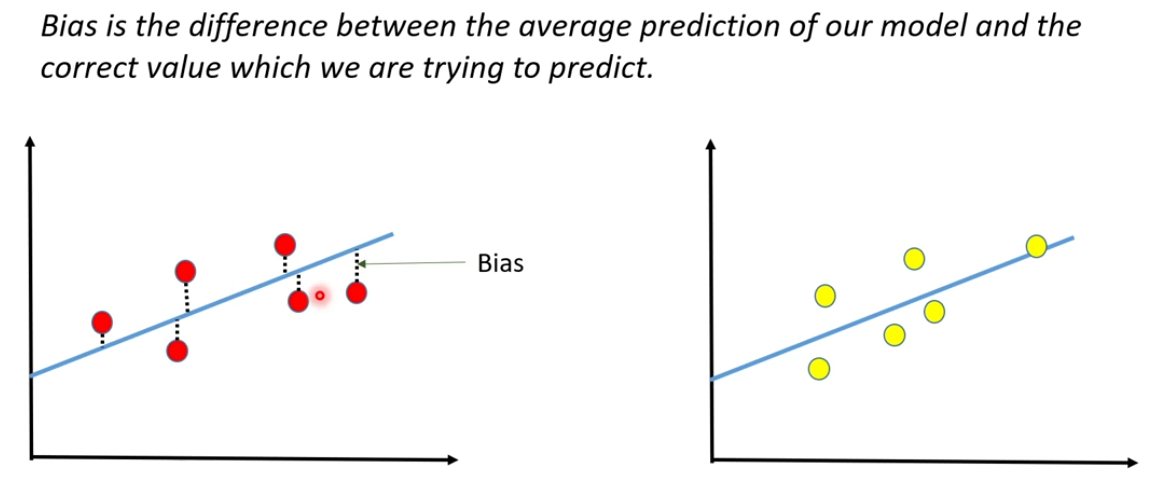 Bias is the difference between the average prediction of our model and the
correct value which we are trying to predict.
Bias